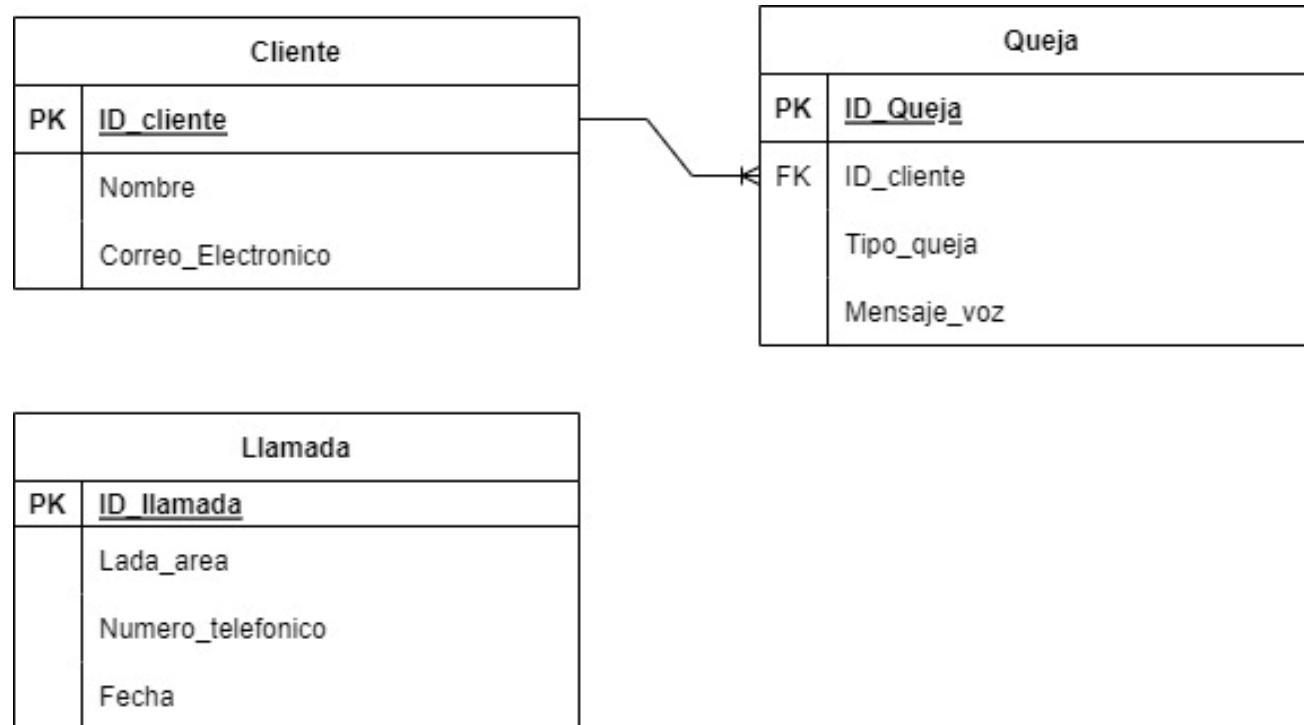 Cliente
PK ID_cliente
Nombre
Correo_Electronico
Queja
PK ID_Queja
FK ID_cliente
Tipo_queja
Mensaje_voz
Llamada
PK ID_llamada
Lada_area
Numero_telefonico
Fecha